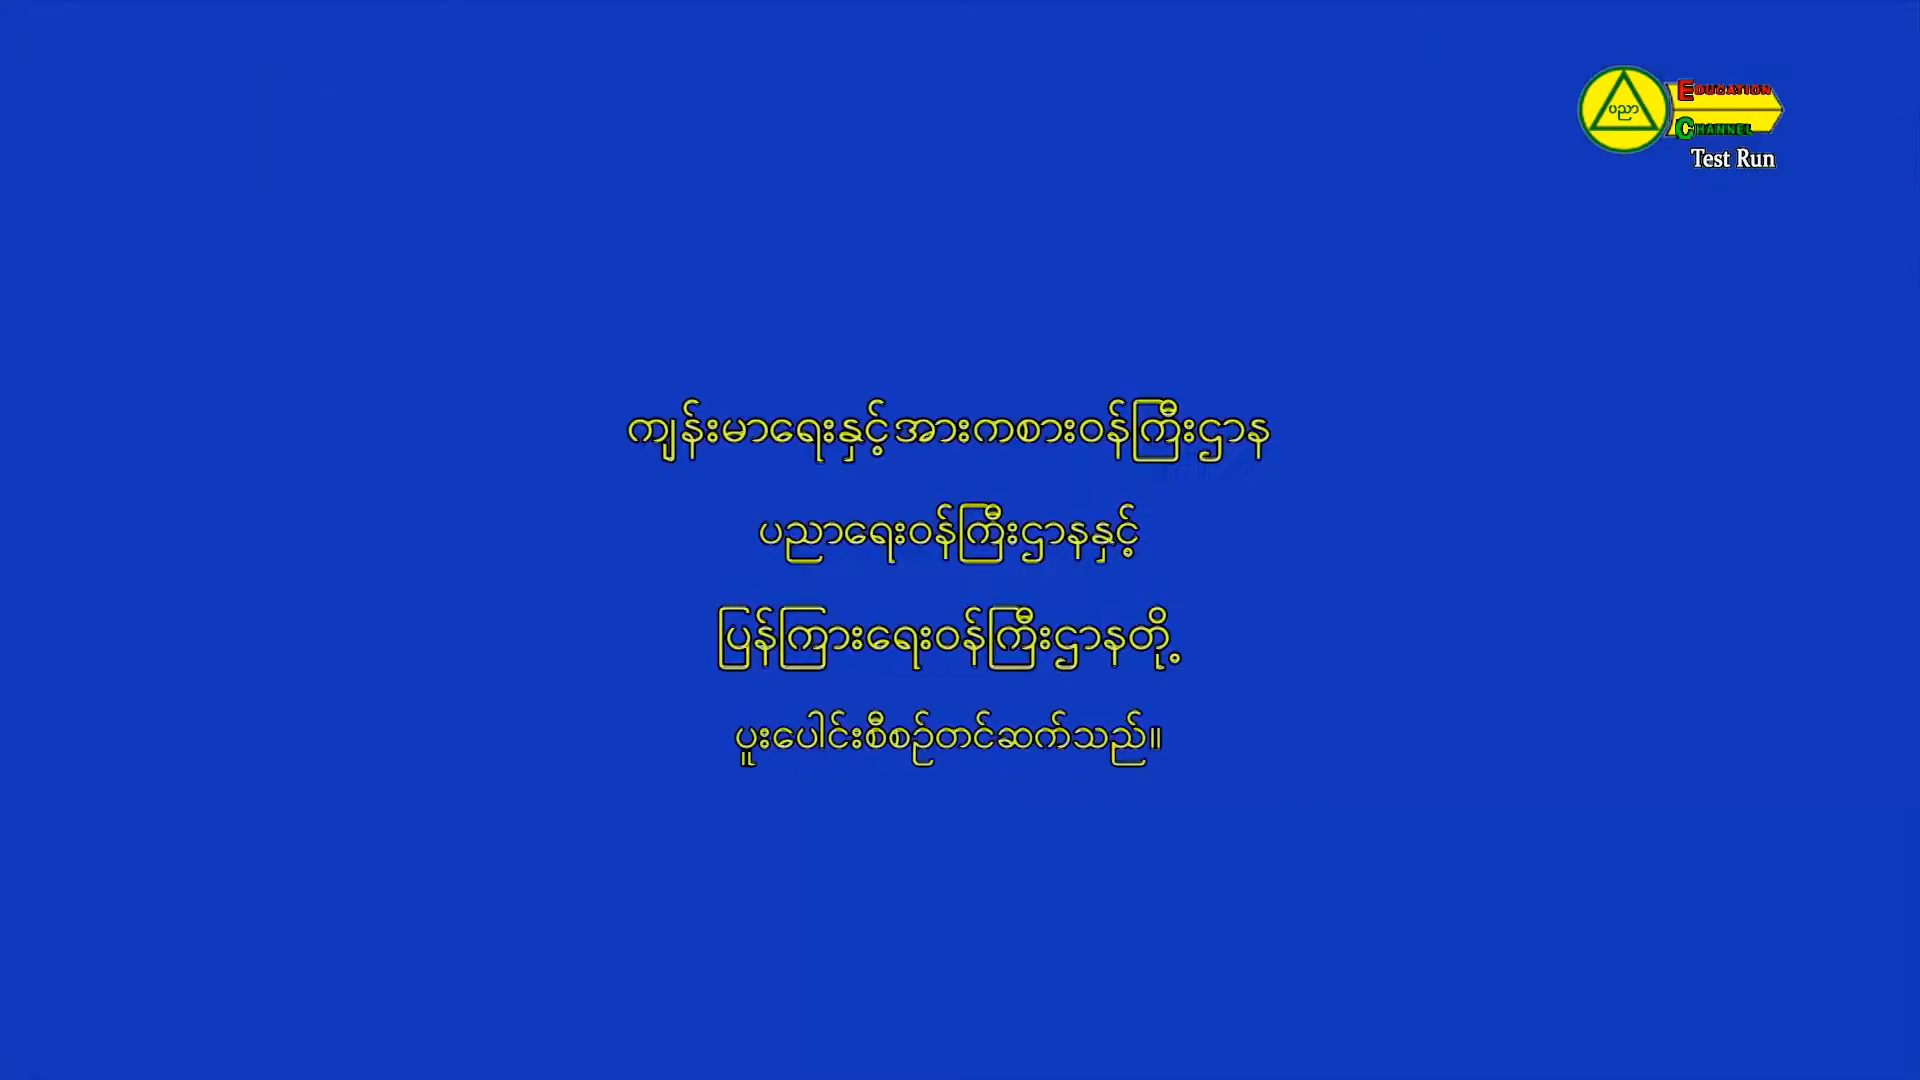 ပညာ
EDUCATION
CHANNEL
Test Run
ကျန်းမာရေးနှင့်အားကစားဝန်ကြီးဌာန
ပညာရေးဝန်ကြီးဌာနနှင့်
ပြန်ကြားရေးဝန်ကြီးဌာနတို့
ပူးပေါင်းစီစဉ်တင်ဆက်သည်။